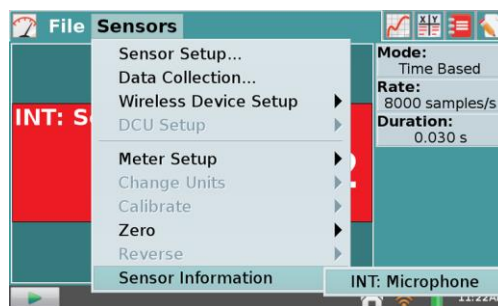 File Sensors
Sensor Setup...
Data Collection...
Wireless Device Setup
DCU Setup
Meter Setup
Change Units
Calibrate
Zero
Reverse
Sensor Information
INT: Microphone
INT:
X Y
Mode:
Time Based
Rate:
8000 samples/s
Duration:
0.030 s